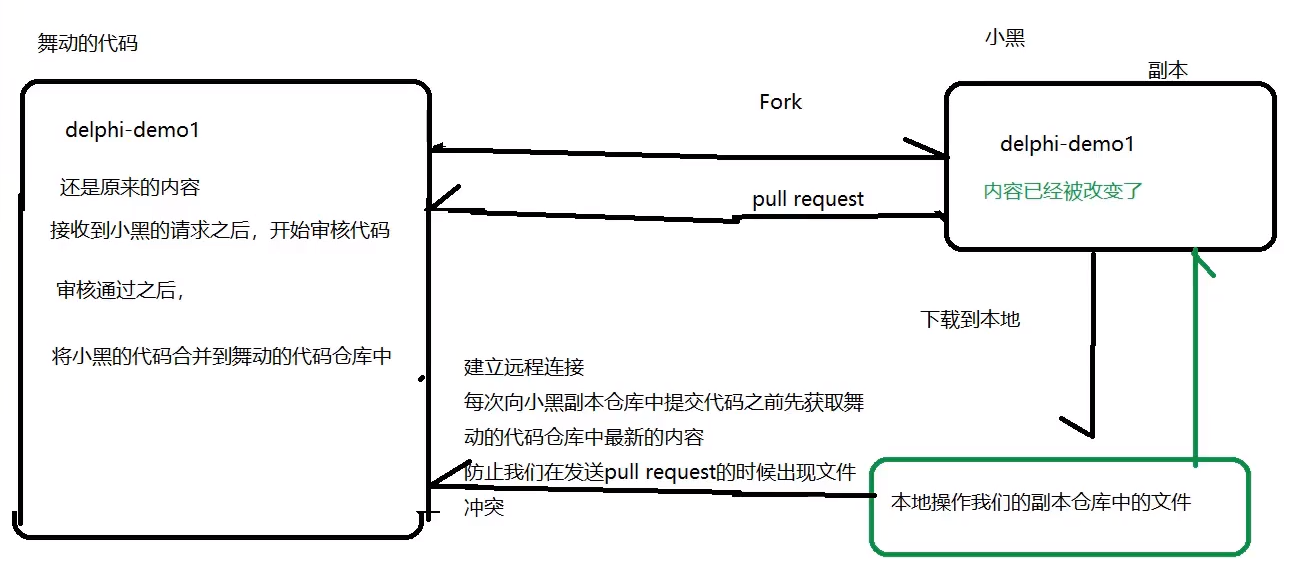 舞动的代码
delphi-demo1
还是原来的内容
接收到小黑的请求之后，开始审核代码
审核通过之后，
将小黑的代码合并到舞动的代码仓库中
Fork
pull request
小黑
副本
delphi-demo1
内容已经被改变了
下载到本地
建立远程连接
每次向小黑副本仓库中提交代码之前先获取舞
动的代码仓库中最新的内容
防止我们在发送pull request的时候出现文件
冲突
本地操作我们的副本仓库中的文件